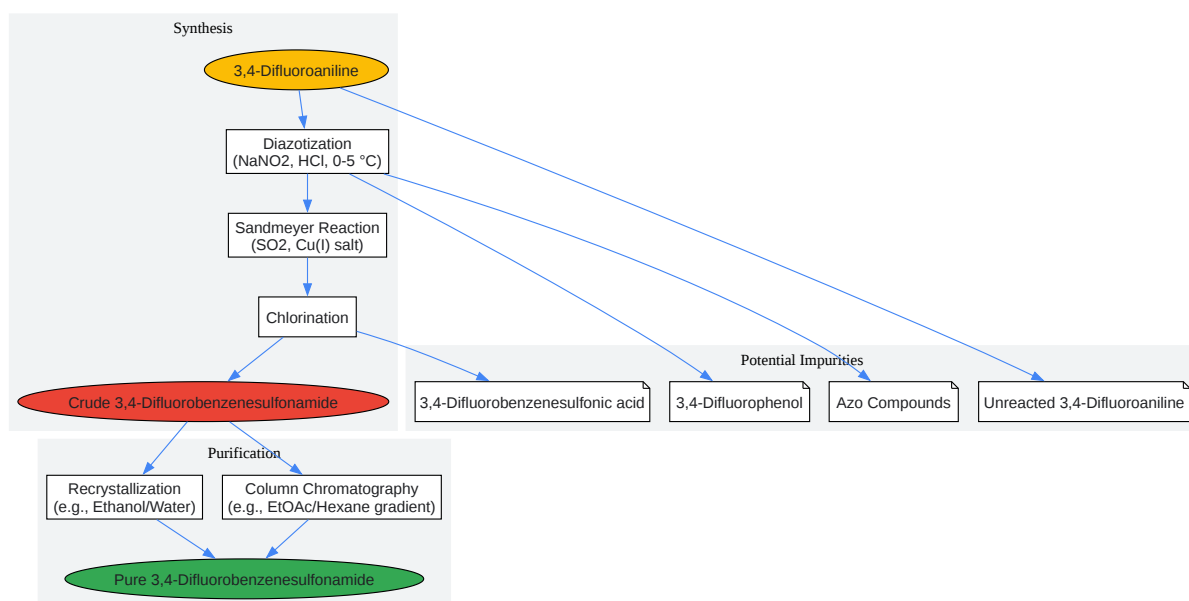 Synthesis
3,4-Difluoroaniline
Diazotization
(NaNO2, HCl, 0-5 °C)
Sandmeyer Reaction
(SO2, Cu(I) salt)
Chlorination
Potential Impurities
Crude 3,4-Difluorobenzenesulfonamide
3,4-Difluorobenzenesulfonic acid
3,4-Difluorophenol
Azo Compounds
Unreacted 3,4-Difluoroaniline
Purification
Recrystallization
(e.g., Ethanol/Water)
Column Chromatography
(e.g., EtOAc/Hexane gradient)
Pure 3,4-Difluorobenzenesulfonamide